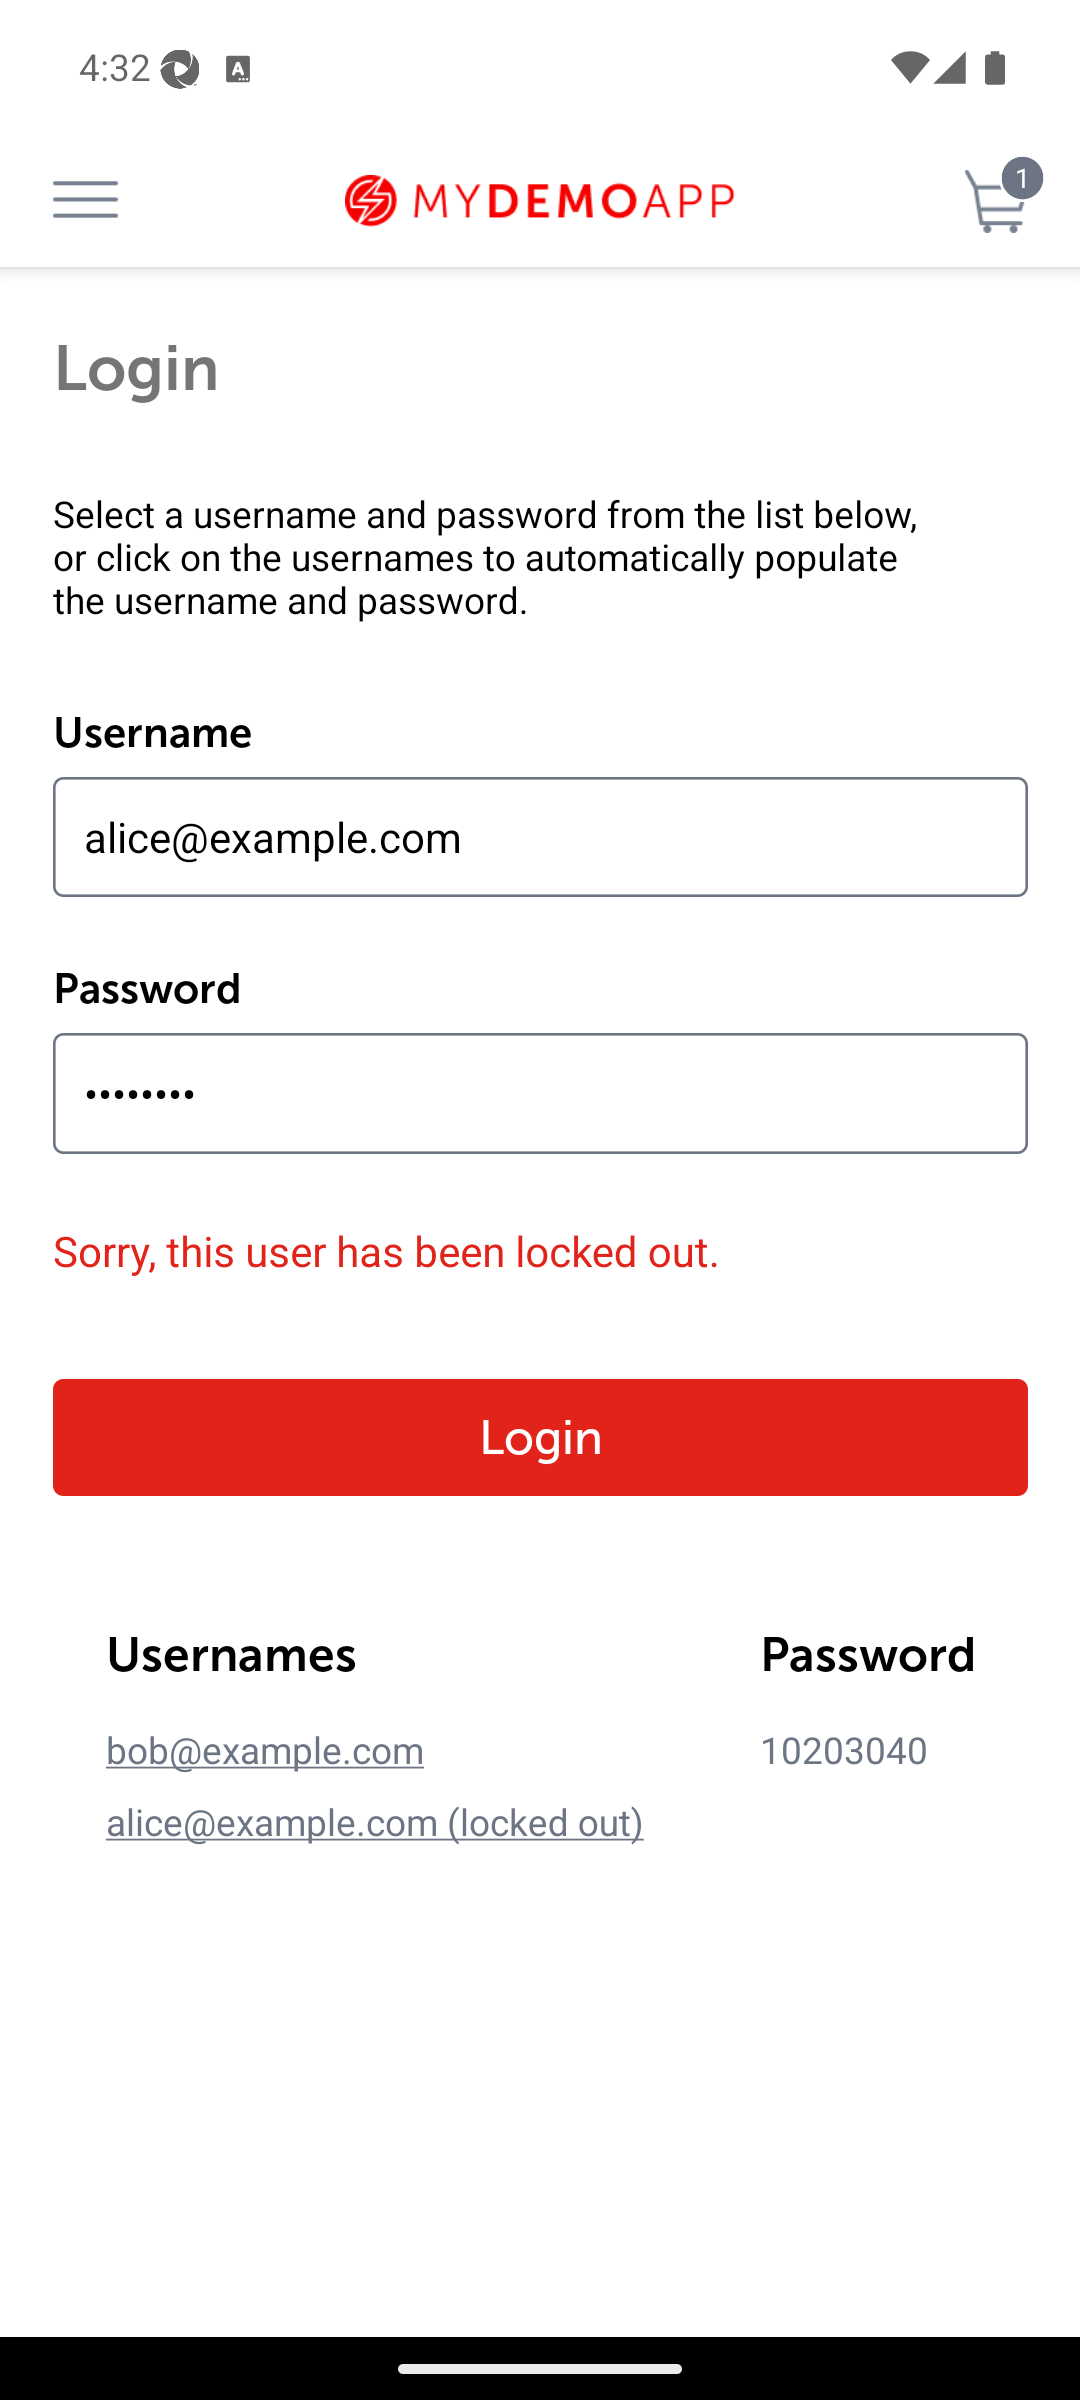 4:32
MYDEMOAPP
1
Login
Select a username and password from the list below,
or click on the usernames to automatically populate
the username and password.
Username
alice@example.com
Password
••••••••
Sorry, this user has been locked out.
Login
Usernames
Password
bob@example.com
10203040
alice@example.com (locked out)